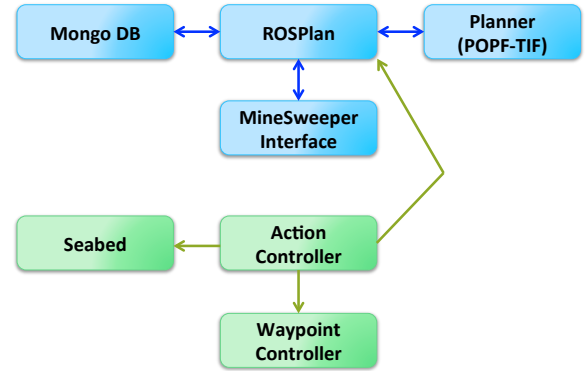 Mongo DB
ROSPlan
Planner
(POPF-TIF)
MineSweeper
Interface
Seabed
Action
Controller
Waypoint
Controller